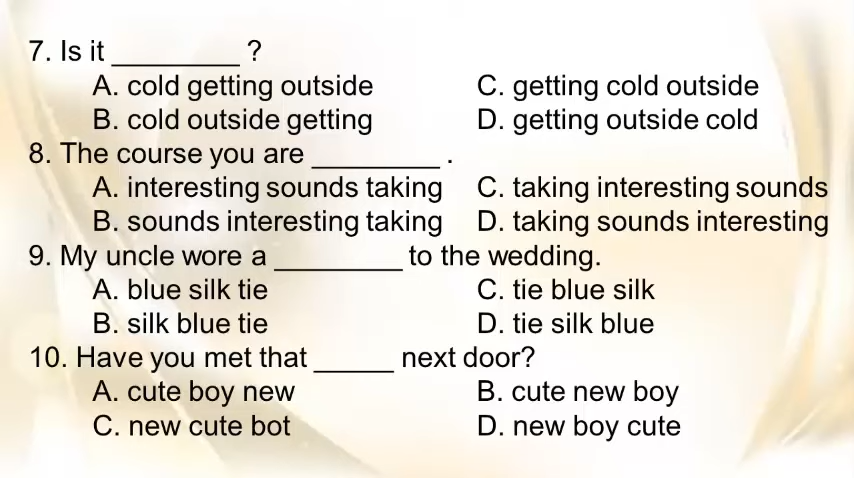 7. Is it _________ ?
A. cold getting outside C. getting cold outside
B. cold outside getting D. getting outside cold
8. The course you are _________ .
A. interesting sounds taking C. taking interesting sounds
B. sounds interesting taking D. taking sounds interesting
9. My uncle wore a _________ to the wedding.
A. blue silk tie C. tie blue silk
B. silk blue tie D. tie silk blue
10. Have you met that _____ next door?
A. cute boy new B. cute new boy
C. new cute bot D. new boy cute